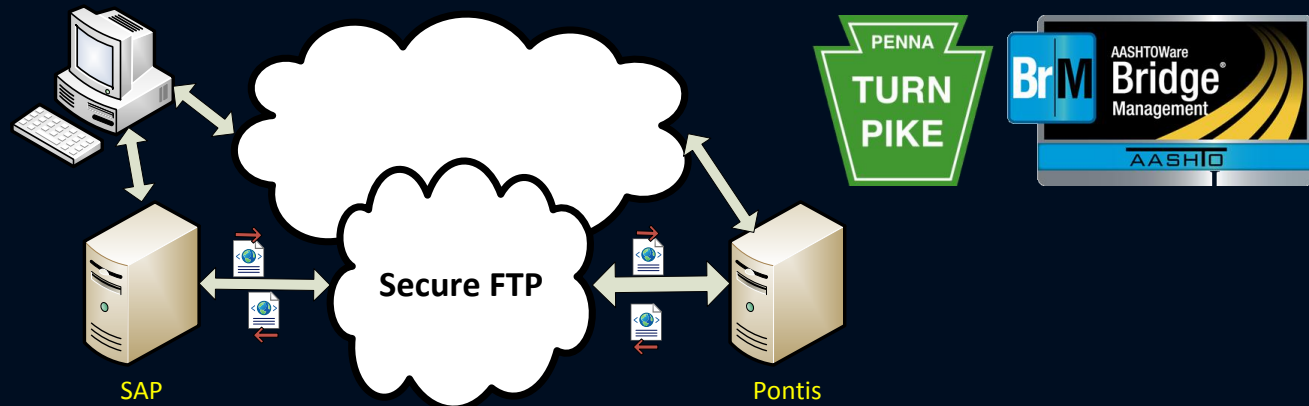 PENNA
TURN
PIKE
BrM
AASHTOWare
Bridge®
Management
AASHTO
Secure FTP
SAP
Pontis